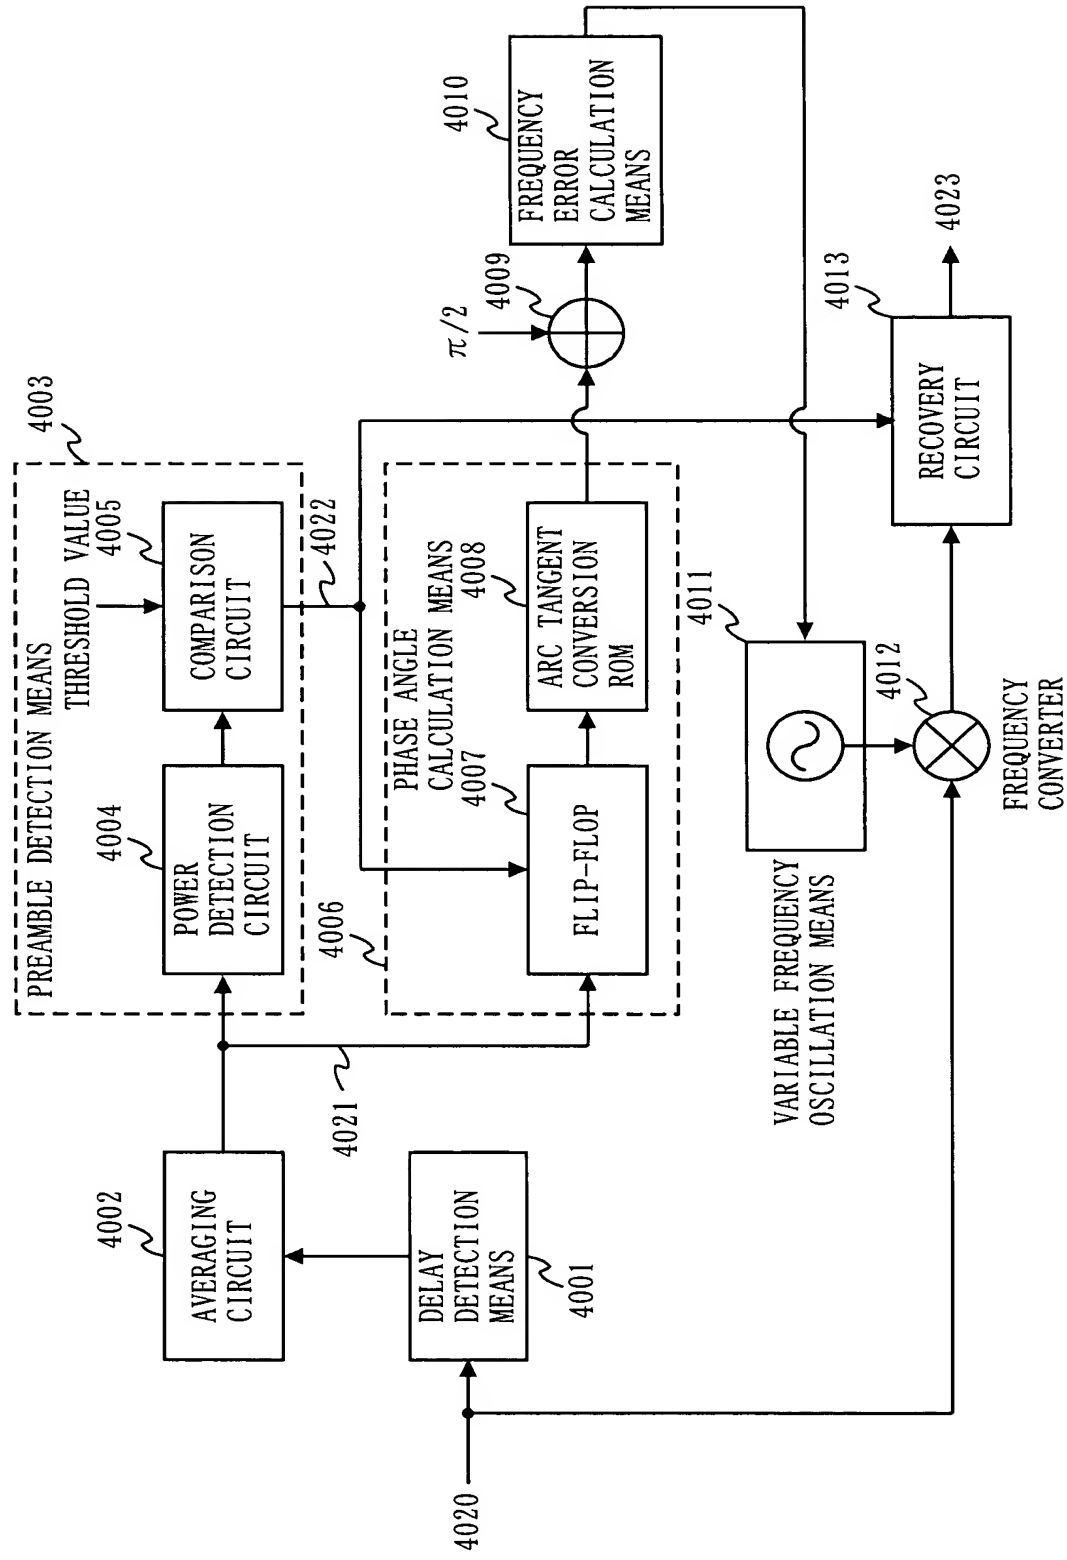 PREAMBLE DETECTION MEANS
4003
THRESHOLD VALUE
4005
4004
POWER
DETECTION
CIRCUIT
COMPARISON
CIRCUIT
4002
AVERAGING
CIRCUIT
4022
4021
4006
PHASE ANGLE
CALCULATION MEANS
4007
4008
FLIP-FLOP
ARC TANGENT
CONVERSION
ROM
π/2
4009
4010
FREQUENCY
ERROR
CALCULATION
MEANS
DELAY
DETECTION
MEANS
4001
4020
VARIABLE FREQUENCY
OSCILLATION MEANS
4011
4012
FREQUENCY
CONVERTER
4013
RECOVERY
CIRCUIT
4023